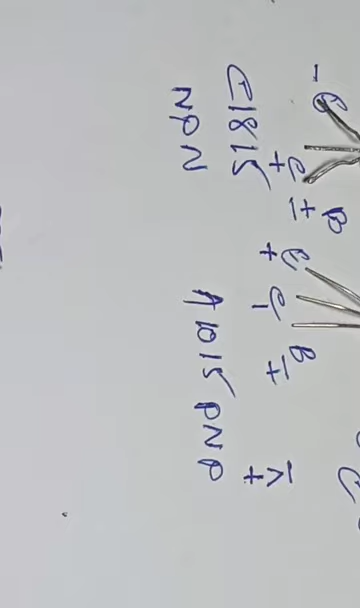 - E C B
+ ±
C1815
NPN
E C B
+ - ±
A1015 PNP